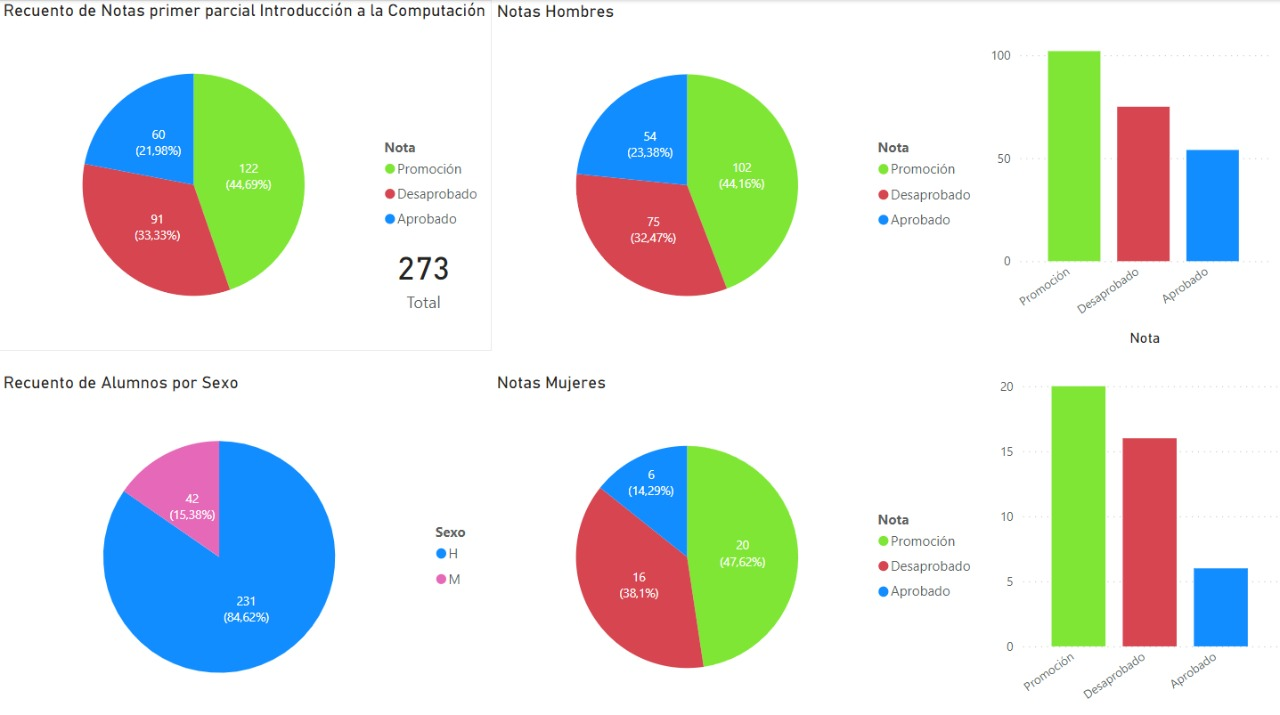 Recuento de Notas primer parcial Introducción a la Computación
60
(21,98%)
122
(44,69%)
91
(33,33%)
Nota
Promoción
Desaprobado
Aprobado
273
Total
Notas Hombres
54
(23,38%)
102
(44,16%)
75
(32,47%)
Nota
Promoción
Desaprobado
Aprobado
100
50
0
Promoción
Desaprobado
Aprobado
Nota
Recuento de Alumnos por Sexo
42
(15,38%)
231
(84,62%)
Sexo
H
M
Notas Mujeres
6
(14,29%)
20
(47,62%)
16
(38,1%)
Nota
Promoción
Desaprobado
Aprobado
20
15
10
5
0
Promoción
Desaprobado
Aprobado